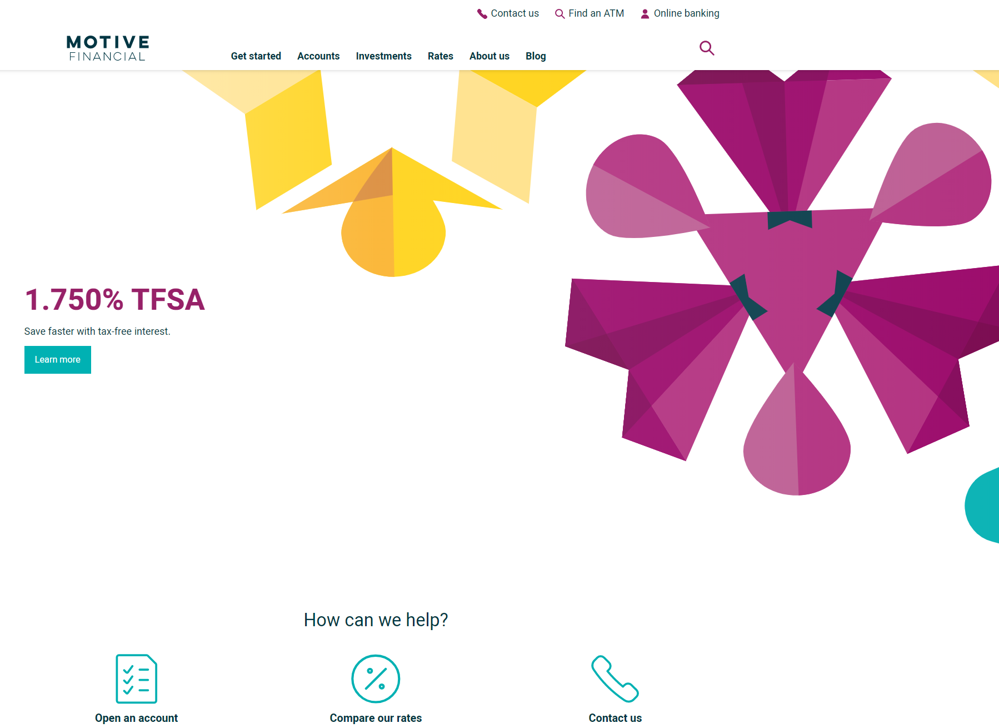 Contact us
Find an ATM
Online banking
MOTIVE
FINANCIAL
Get started
Accounts
Investments
Rates
About us
Blog
1.750% TFSA
Save faster with tax-free interest.
Learn more
How can we help?
Open an account
Compare our rates
Contact us